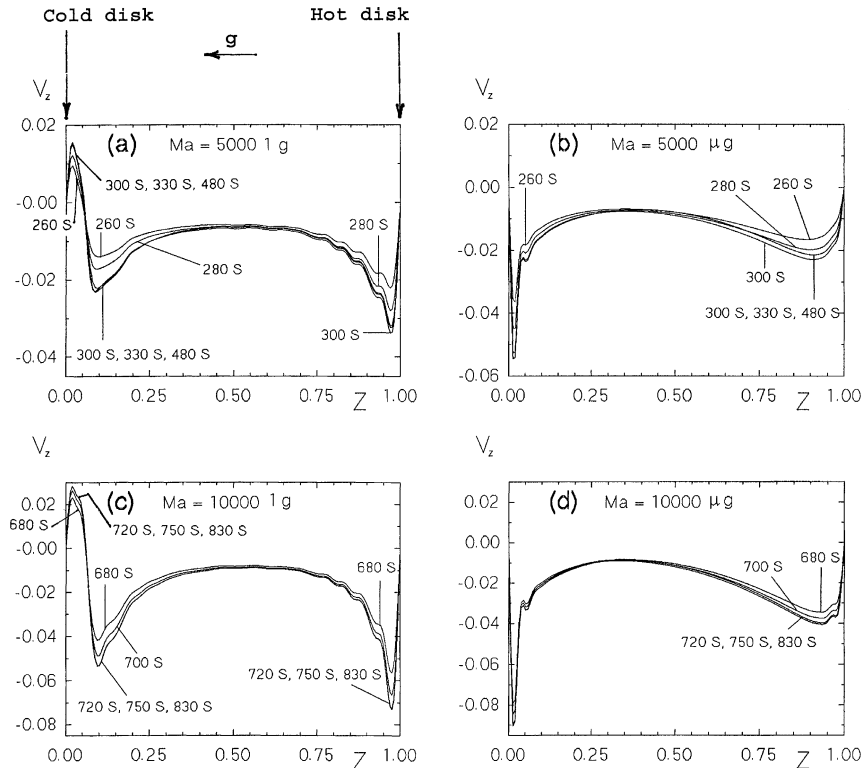 Cold disk
Hot disk
g
V_z
(a) Ma = 5000 1 g
0.02
-0.00
-0.02
-0.04
300 S, 330 S, 480 S
260 S
260 S
280 S
280 S
300 S
300 S, 330 S, 480 S
0.00 0.25 0.50 0.75 Z 1.00
V_z
(b) Ma = 5000 μg
0.02
0.00
-0.02
-0.04
-0.06
260 S
280 S
260 S
300 S
300 S, 330 S, 480 S
0.00 0.25 0.50 0.75 Z 1.00
V_z
(c) Ma = 10000 1 g
0.02
-0.00
-0.02
-0.04
-0.06
-0.08
680 S
720 S, 750 S, 830 S
680 S
680 S
700 S
720 S, 750 S, 830 S
720 S, 750 S, 830 S
0.00 0.25 0.50 0.75 Z 1.00
V_z
(d) Ma = 10000 μg
0.02
0.00
-0.02
-0.04
-0.06
-0.08
680 S
700 S
720 S, 750 S, 830 S
0.00 0.25 0.50 0.75 Z 1.00